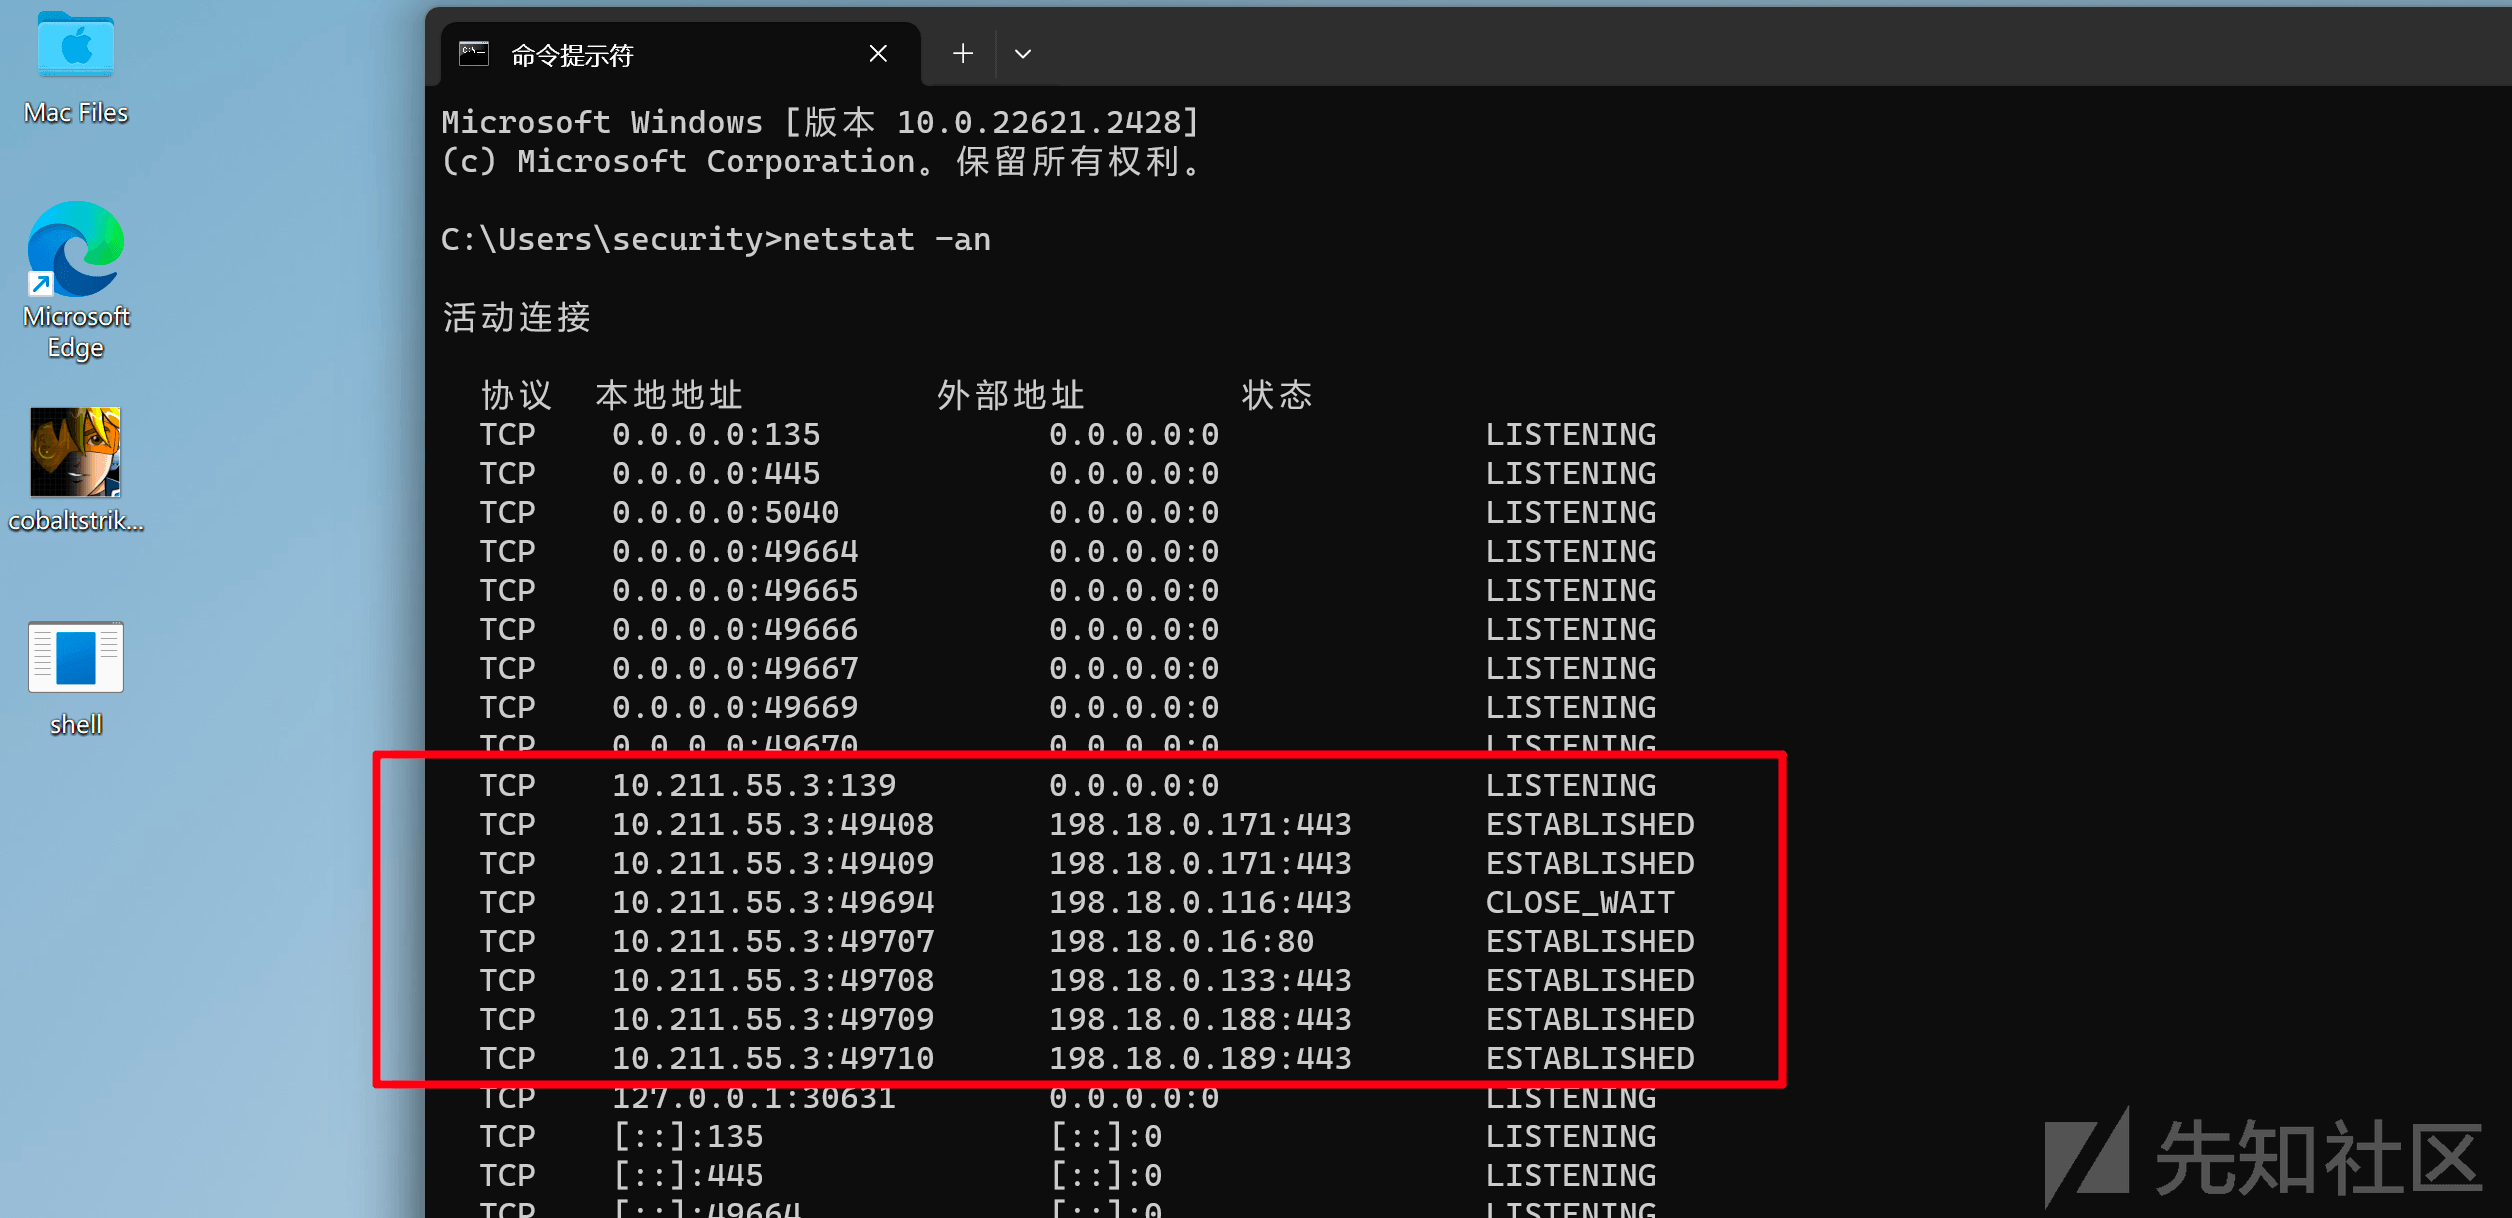 Mac Files
Microsoft
Edge
cobaltstrik...
shell
命令提示符
Microsoft Windows [版本 10.0.22621.2428]
(c) Microsoft Corporation。保留所有权利。
C:\Users\security>netstat -an
活动连接
协议 本地地址 外部地址 状态
TCP 0.0.0.0:135 0.0.0.0:0 LISTENING
TCP 0.0.0.0:445 0.0.0.0:0 LISTENING
TCP 0.0.0.0:5040 0.0.0.0:0 LISTENING
TCP 0.0.0.0:49664 0.0.0.0:0 LISTENING
TCP 0.0.0.0:49665 0.0.0.0:0 LISTENING
TCP 0.0.0.0:49666 0.0.0.0:0 LISTENING
TCP 0.0.0.0:49667 0.0.0.0:0 LISTENING
TCP 0.0.0.0:49669 0.0.0.0:0 LISTENING
TCP 0.0.0.0:49670 0.0.0.0:0 LISTENING
TCP 10.211.55.3:139 0.0.0.0:0 LISTENING
TCP 10.211.55.3:49408 198.18.0.171:443 ESTABLISHED
TCP 10.211.55.3:49409 198.18.0.171:443 ESTABLISHED
TCP 10.211.55.3:49694 198.18.0.116:443 CLOSE_WAIT
TCP 10.211.55.3:49707 198.18.0.16:80 ESTABLISHED
TCP 10.211.55.3:49708 198.18.0.133:443 ESTABLISHED
TCP 10.211.55.3:49709 198.18.0.188:443 ESTABLISHED
TCP 10.211.55.3:49710 198.18.0.189:443 ESTABLISHED
TCP 127.0.0.1:30631 0.0.0.0:0 LISTENING
TCP [::]:135 [::]:0 LISTENING
TCP [::]:445 [::]:0 LISTENING
TCP [::]:49664 [::]:0 LISTENING
先知社区